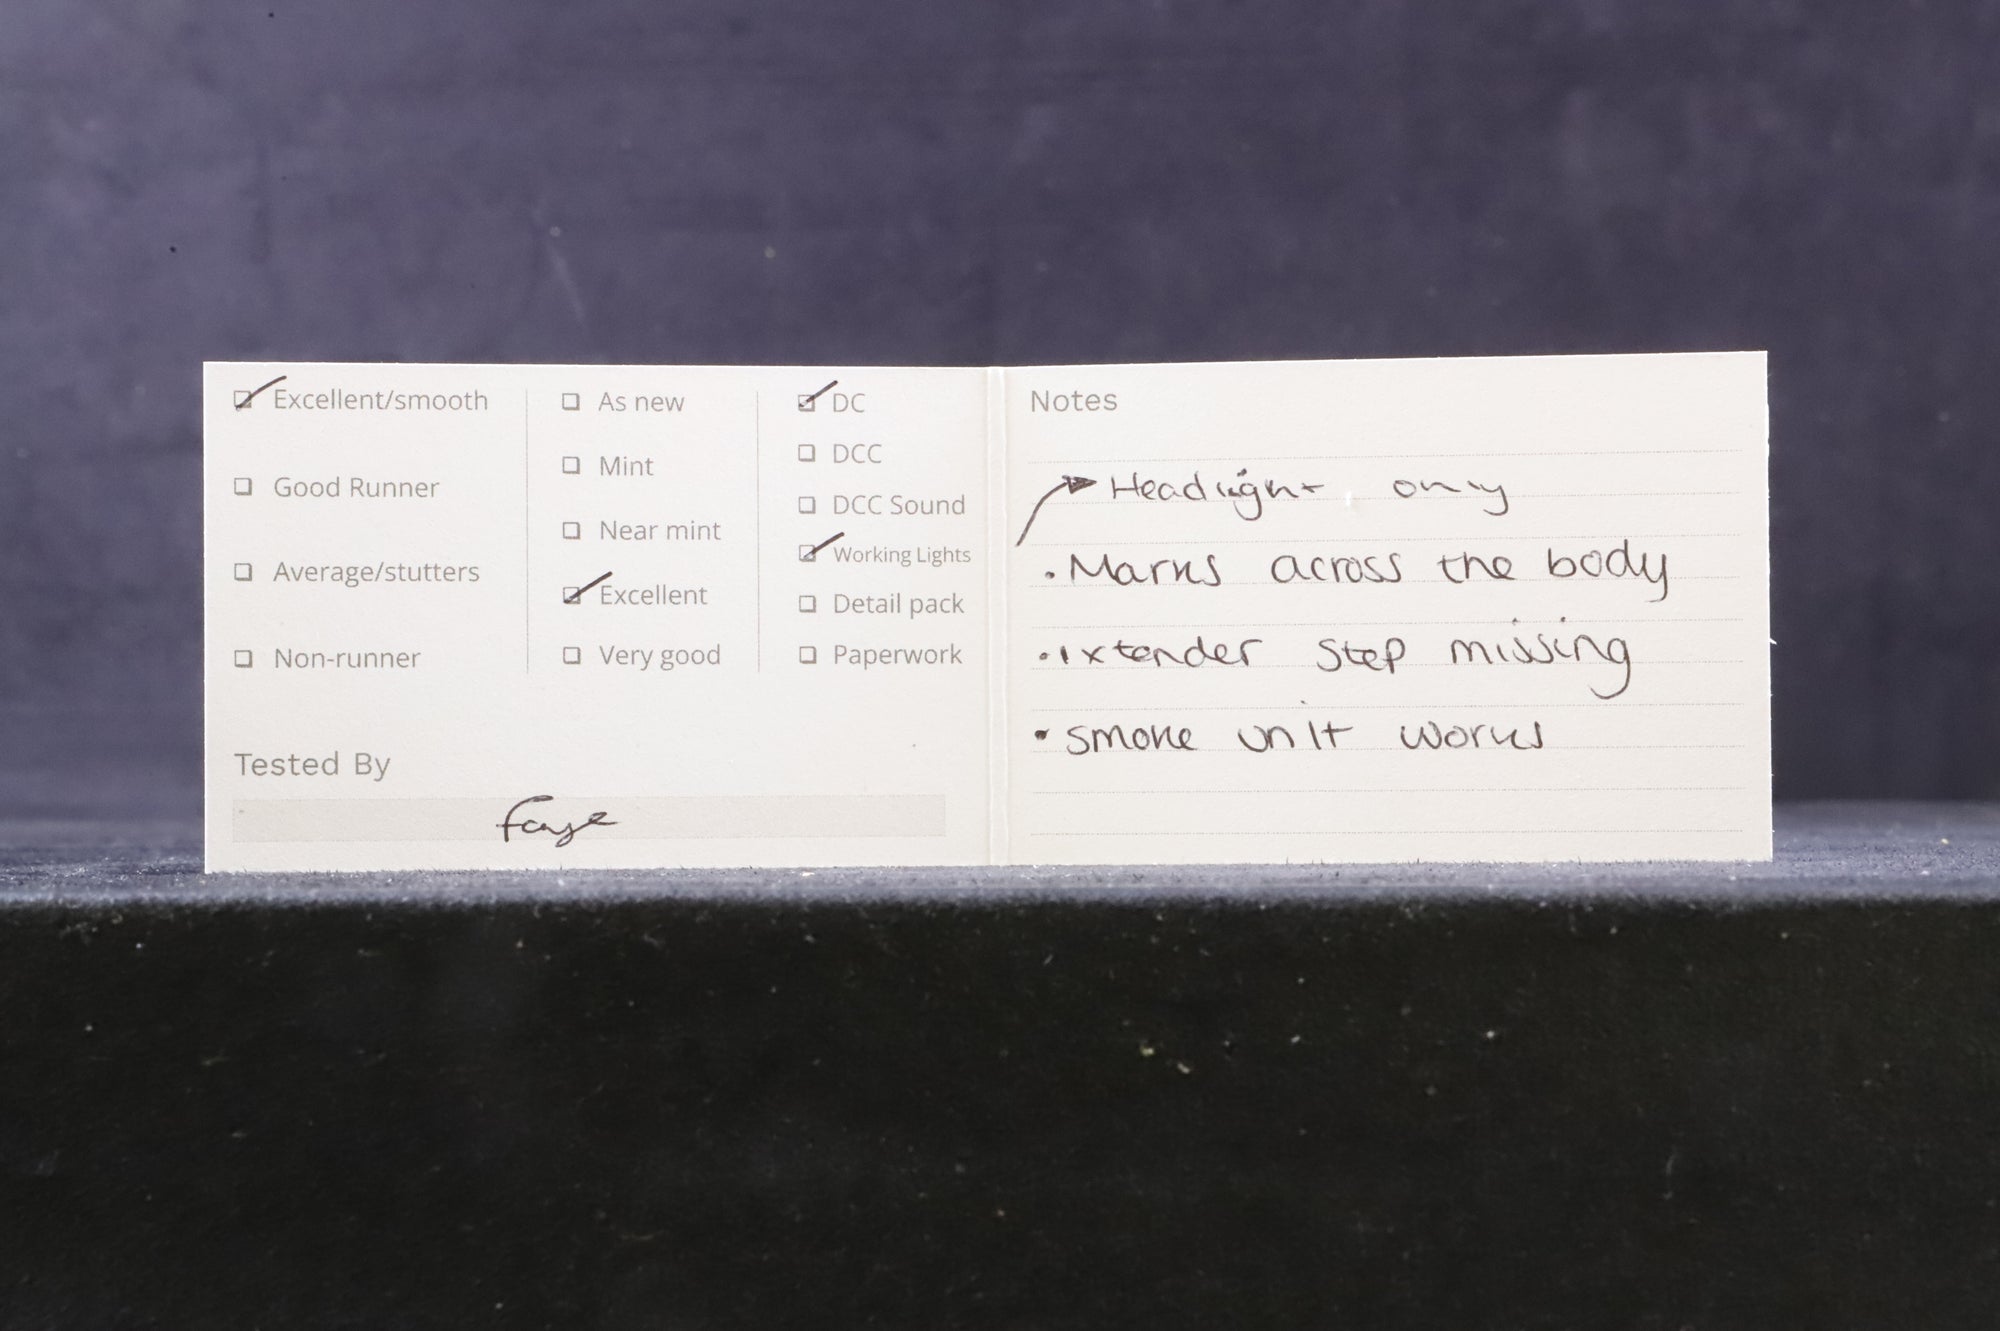 Excellent/smooth
Good Runner
Average/stutters
Non-runner
As new
Mint
Near mint
Excellent
Very good
DC
DCC
DCC Sound
Working Lights
Detail pack
Paperwork
Tested By
Faye
Notes
Headlight only
• Marks across the body
• 1xtender step missing
• smoke unit works